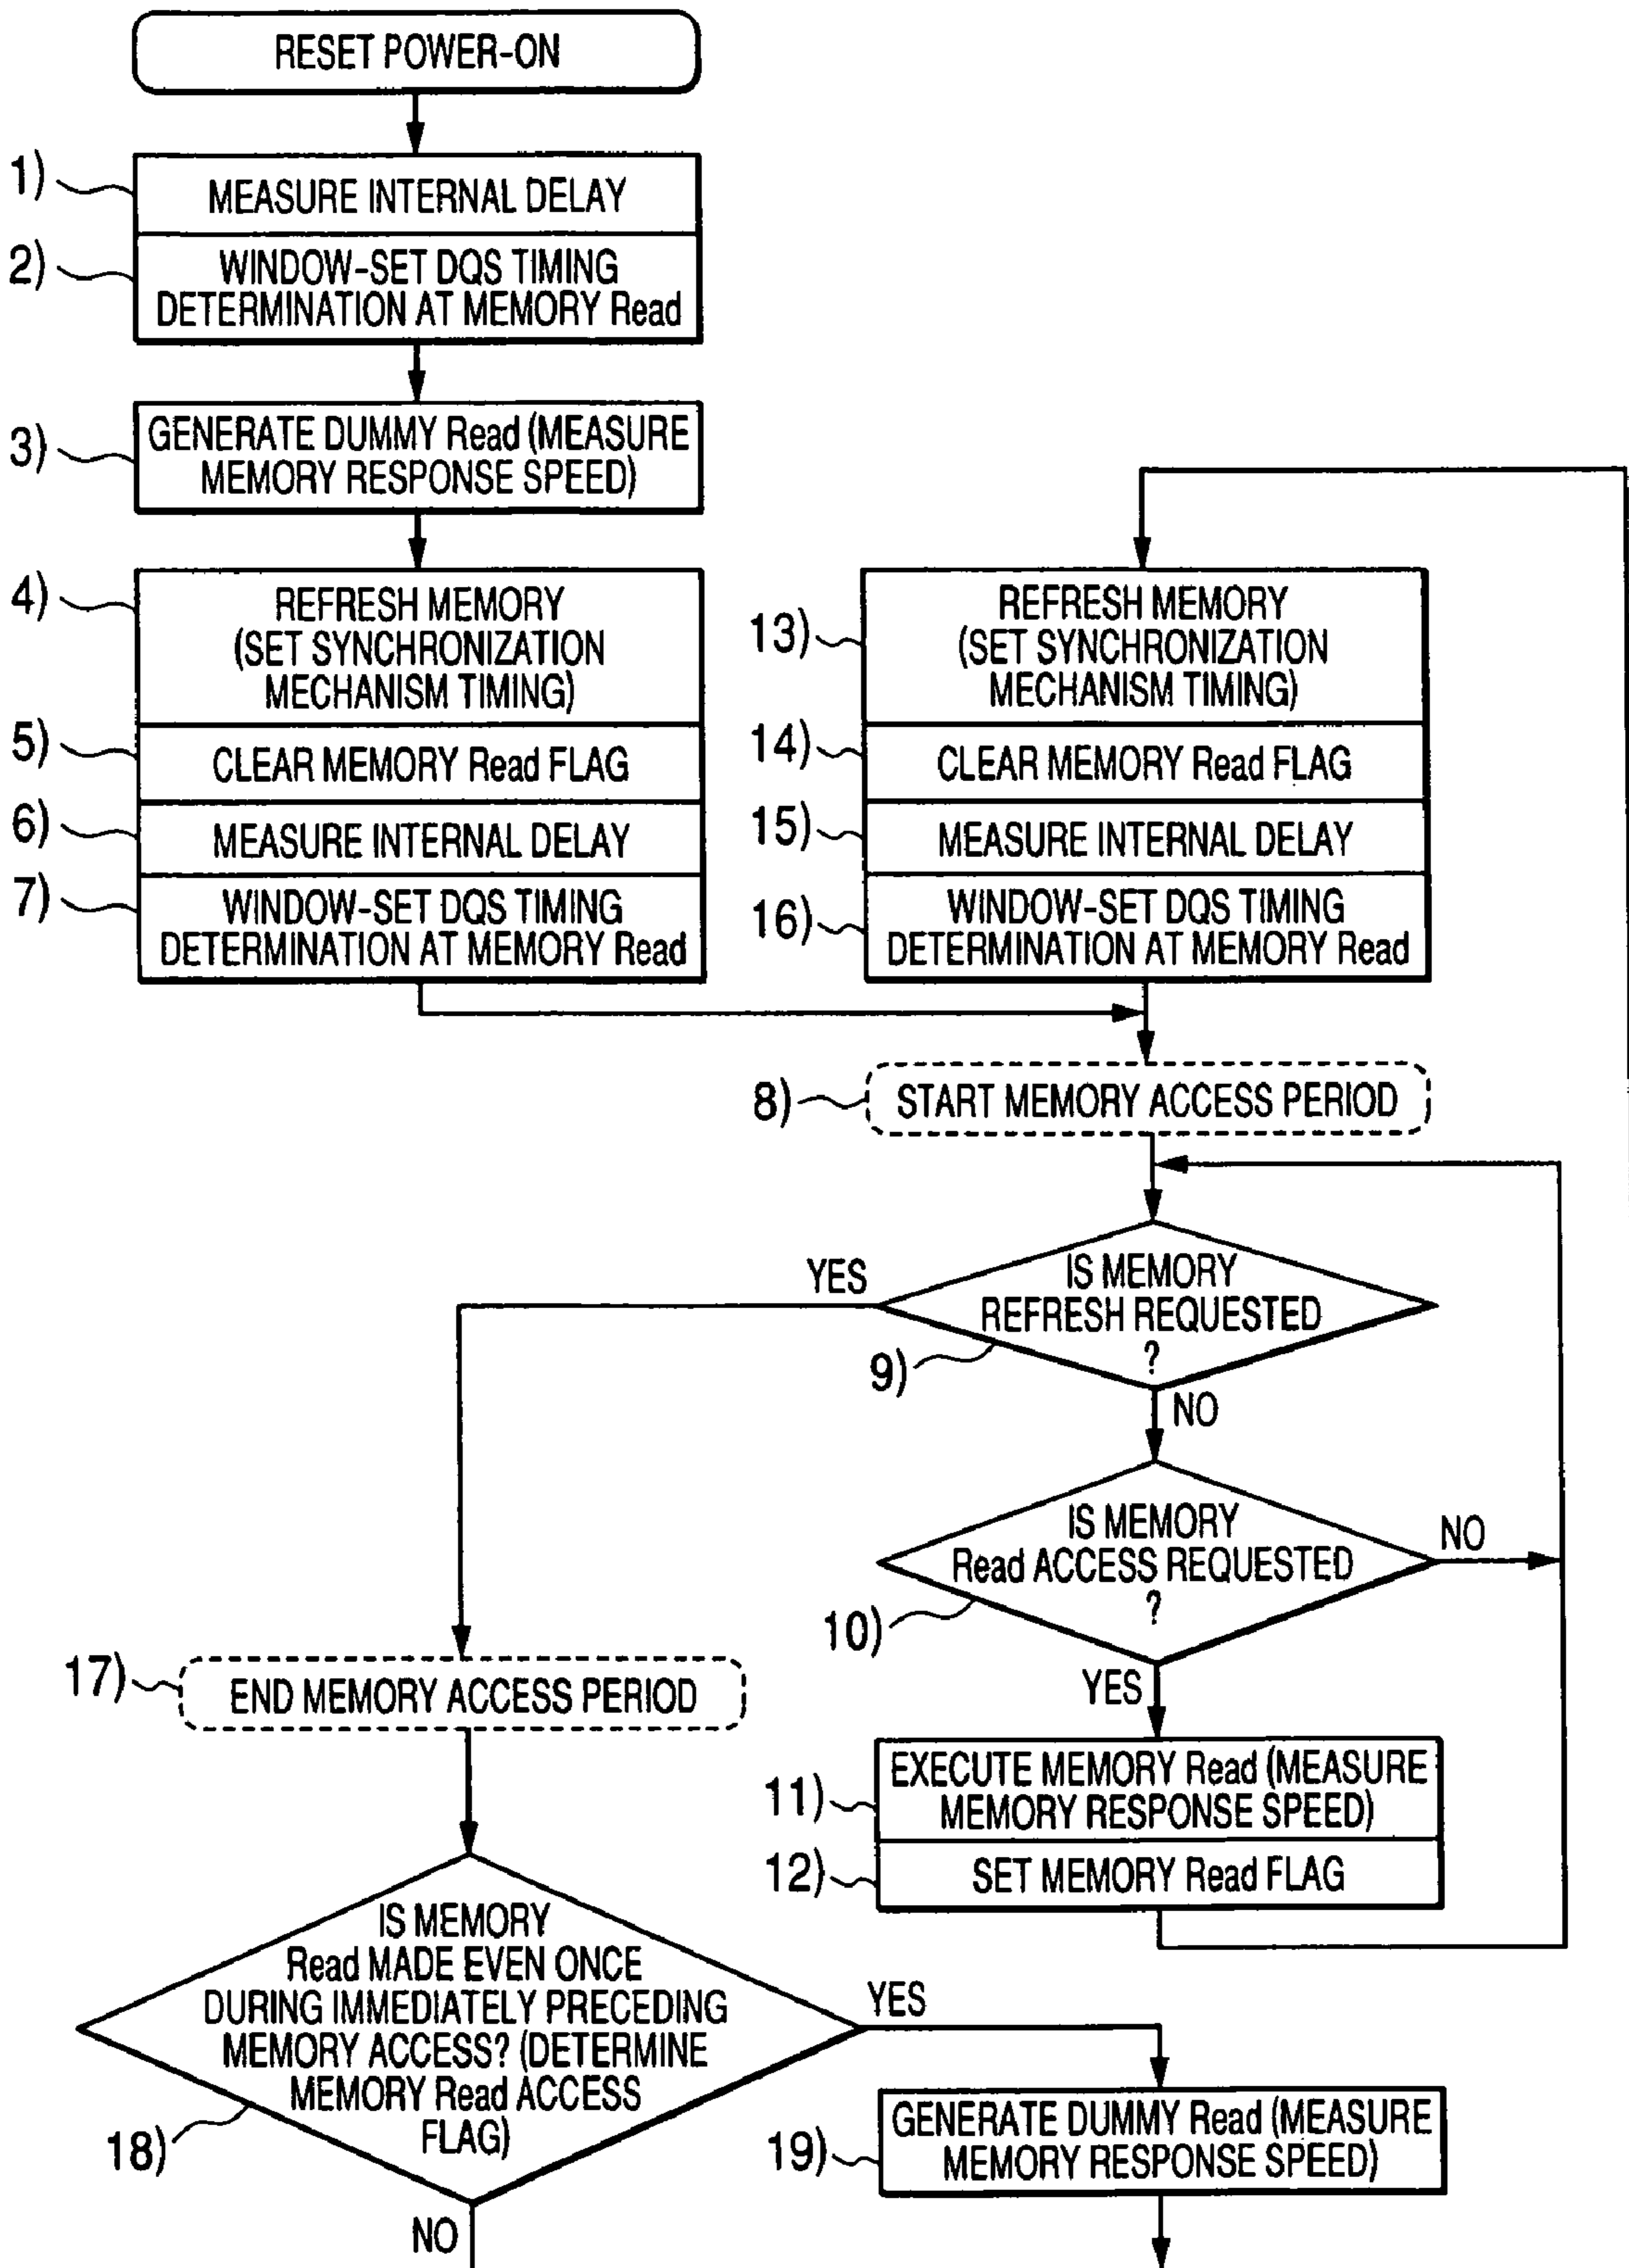 RESET POWER-ON
1)
MEASURE INTERNAL DELAY
2)
WINDOW-SET DQS TIMING
DETERMINATION AT MEMORY Read
3)
GENERATE DUMMY Read (MEASURE
MEMORY RESPONSE SPEED)
4)
REFRESH MEMORY
(SET SYNCHRONIZATION
MECHANISM TIMING)
5)
CLEAR MEMORY Read FLAG
6)
MEASURE INTERNAL DELAY
7)
WINDOW-SET DQS TIMING
DETERMINATION AT MEMORY Read
13)
REFRESH MEMORY
(SET SYNCHRONIZATION
MECHANISM TIMING)
14)
CLEAR MEMORY Read FLAG
15)
MEASURE INTERNAL DELAY
16)
WINDOW-SET DQS TIMING
DETERMINATION AT MEMORY Read
8)
START MEMORY ACCESS PERIOD
YES
IS MEMORY
REFRESH REQUESTED
?
9)
NO
IS MEMORY
Read ACCESS REQUESTED
?
NO
10)
YES
11)
EXECUTE MEMORY Read (MEASURE
MEMORY RESPONSE SPEED)
12)
SET MEMORY Read FLAG
17)
END MEMORY ACCESS PERIOD
IS MEMORY
Read MADE EVEN ONCE
DURING IMMEDIATELY PRECEDING
MEMORY ACCESS? (DETERMINE
MEMORY Read ACCESS
FLAG)
18)
YES
NO
19)
GENERATE DUMMY Read (MEASURE
MEMORY RESPONSE SPEED)